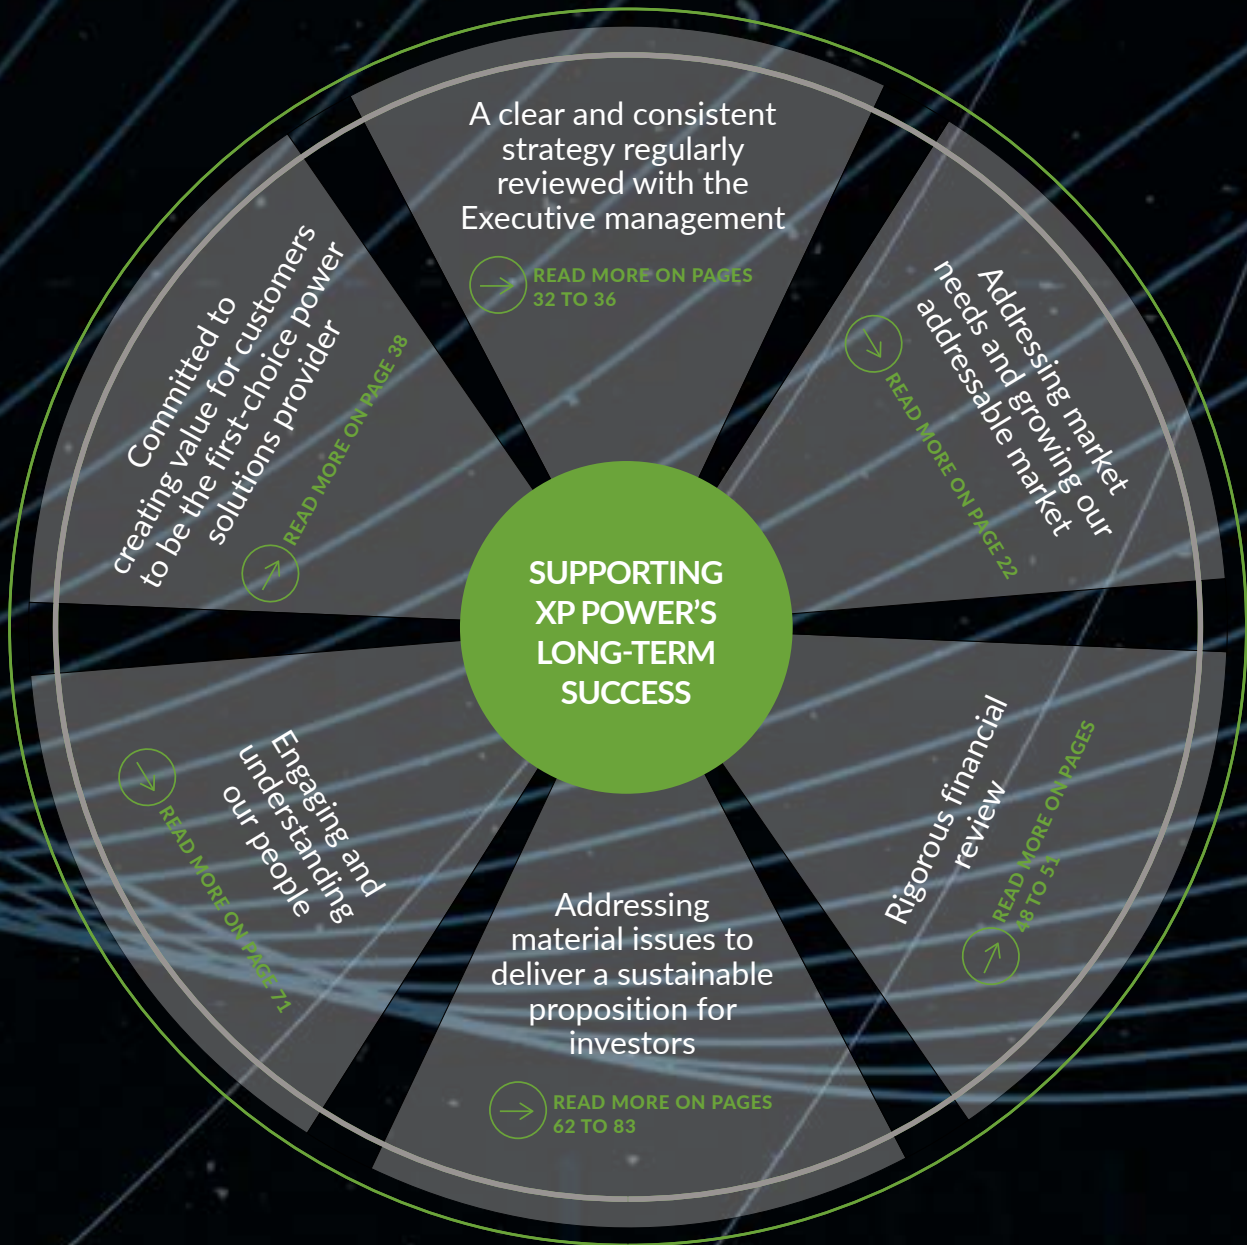 A clear and consistent
strategy regularly
reviewed with the
Executive management
READ MORE ON PAGES
32 TO 36
Addressing market
needs and growing our
addressable market
READ MORE ON PAGE 22
Rigorous financial
review
READ MORE ON PAGES
48 TO 51
Addressing
material issues to
deliver a sustainable
proposition for
investors
READ MORE ON PAGES
62 TO 83
Engaging and
understanding
our people
READ MORE ON PAGE 71
Committed to
creating value for customers
to be the first-choice power
solutions provider
READ MORE ON PAGE 38
SUPPORTING
XP POWER’S
LONG-TERM
SUCCESS